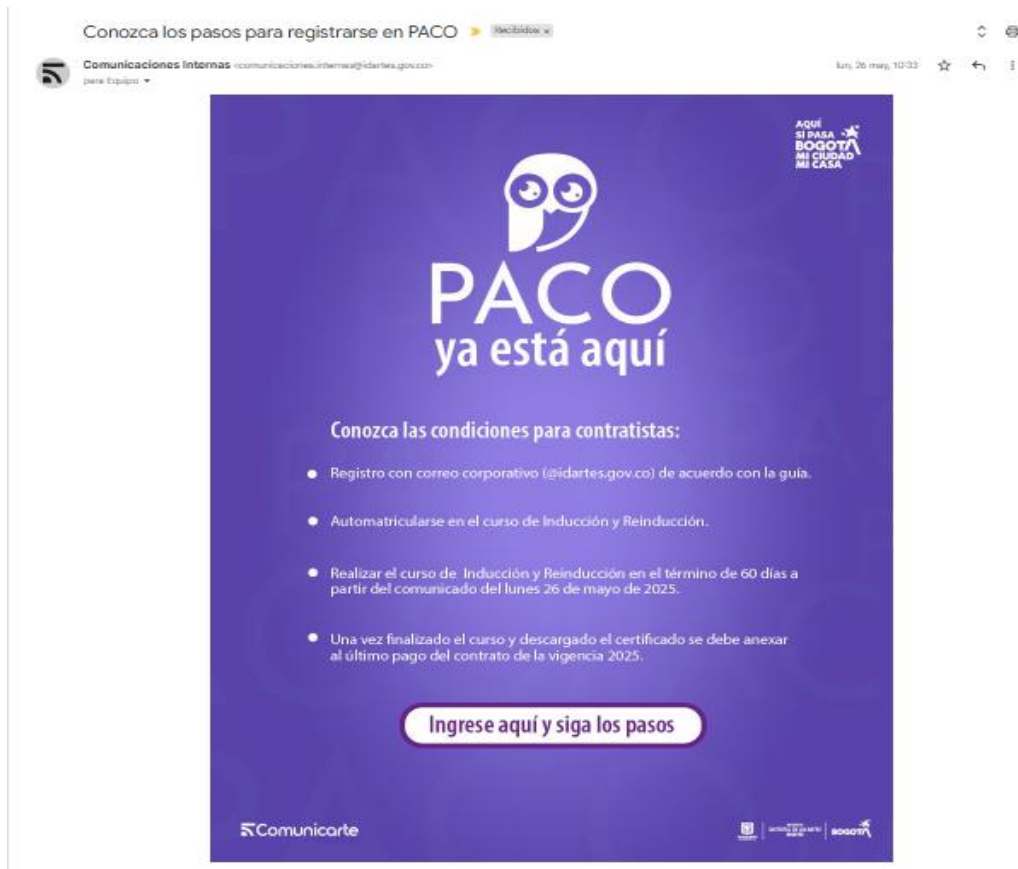 Conozca los pasos para registrarse en PACO
Recibidos x
Comunicaciones Internas <comunicaciones.internas@idartes.gov.co>
lun, 26 may, 10:33
para Equipo
AQUÍ
SÍ PASA
BOGOTÁ
MI CIUDAD
MI CASA
PACO
ya está aquí
Conozca las condiciones para contratistas:
Registro con correo corporativo (@idartes.gov.co) de acuerdo con la guía.
Automatricularse en el curso de Inducción y Reinducción.
Realizar el curso de Inducción y Reinducción en el término de 60 días a
partir del comunicado del lunes 26 de mayo de 2025.
Una vez finalizado el curso y descargado el certificado se debe anexar
al último pago del contrato de la vigencia 2025.
Ingrese aquí y siga los pasos
Comunicarte
BOGOTÁ